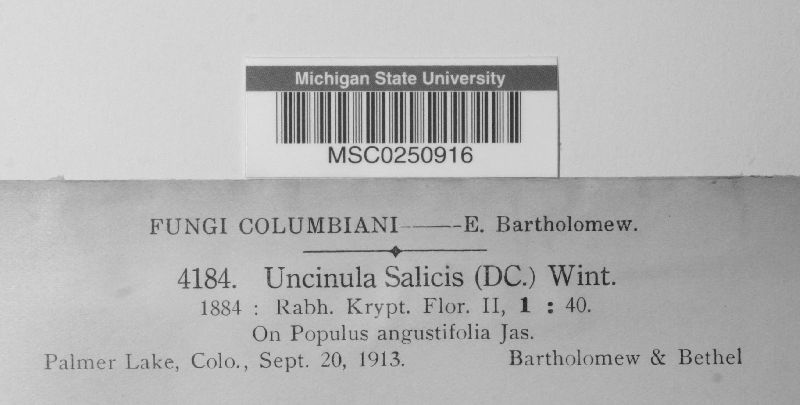 Michigan State University
MSC0250916
FUNGI COLUMBIANI———E. Bartholomew.
4184. Uncinula Salicis (DC.) Wint.
1884 : Rabh. Krypt. Flor. II, 1 : 40.
On Populus angustifolia Jas.
Palmer Lake, Colo., Sept. 20, 1913. Bartholomew & Bethel